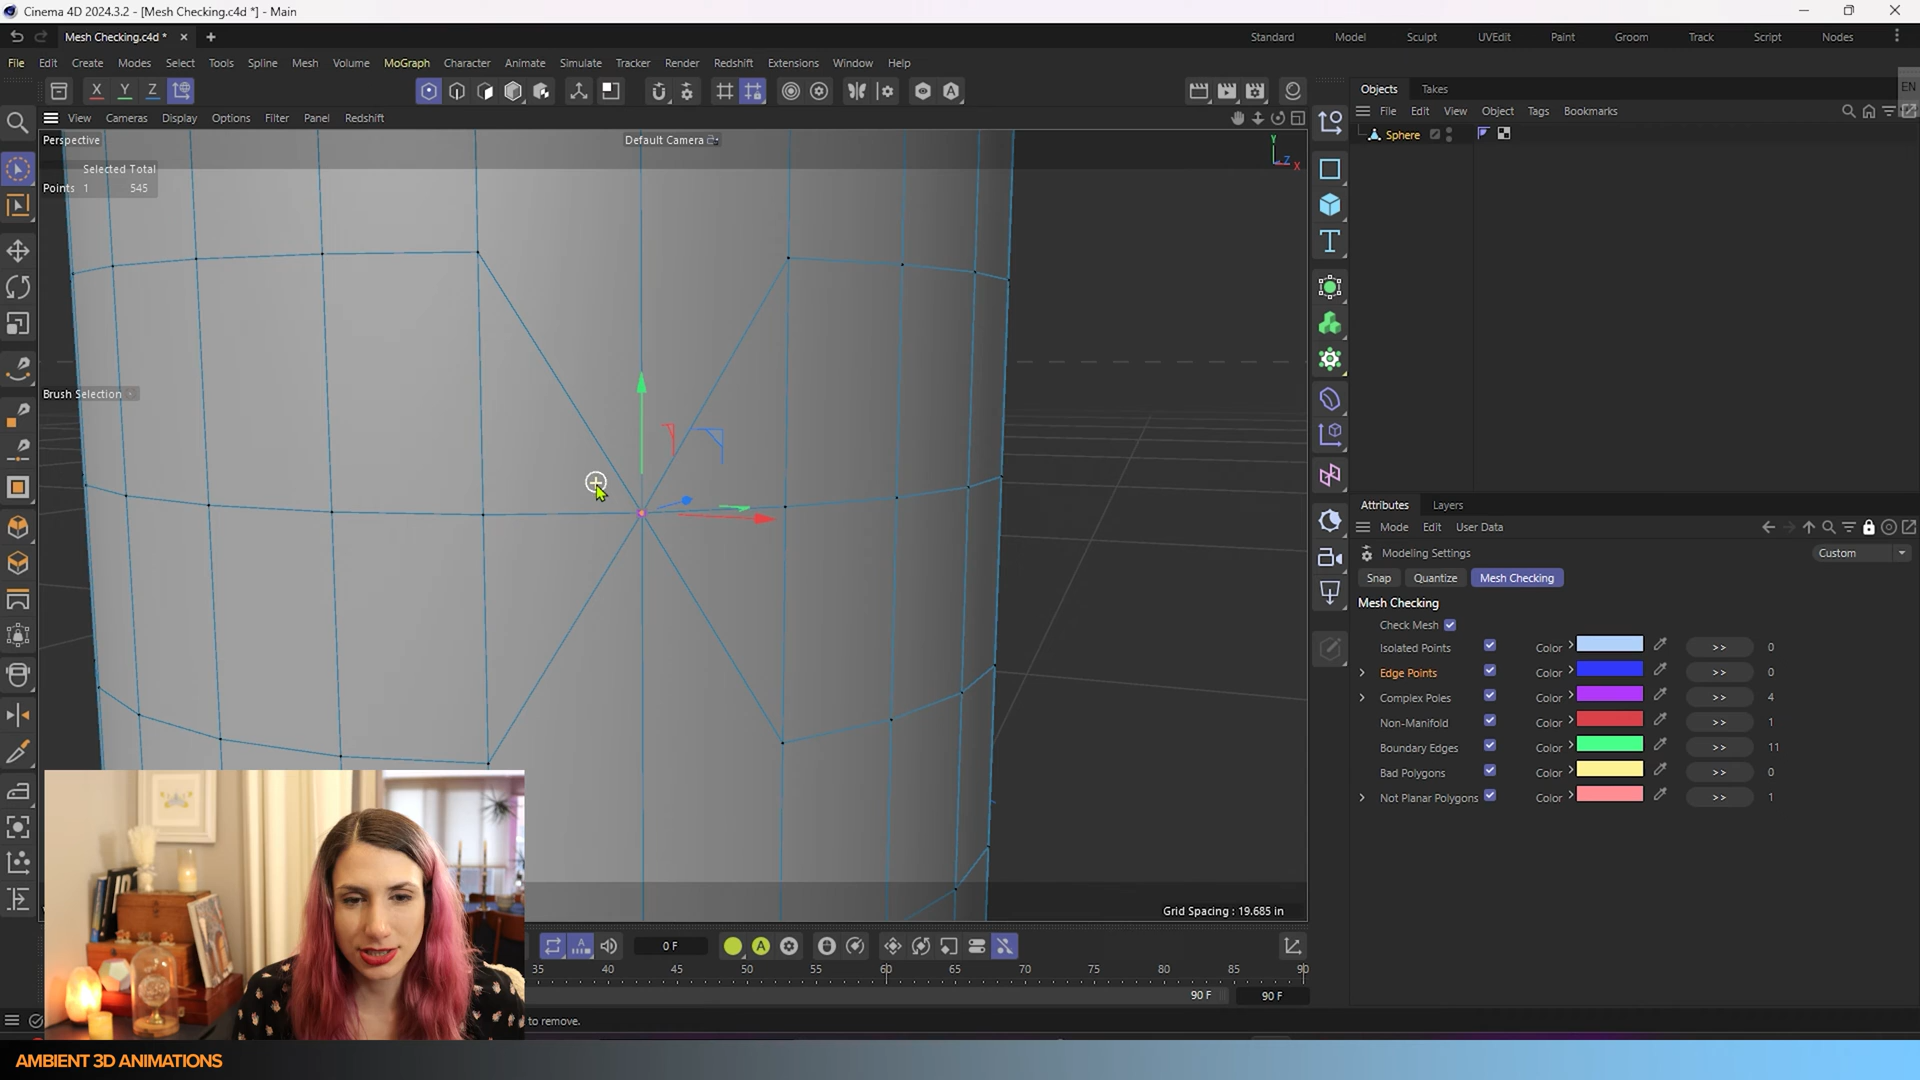 Cinema 4D 2024.3.2 - [Mesh Checking.c4d *] - Main
Mesh Checking.c4d *
Standard Model Sculpt UVEdit Paint Groom Track Script Nodes
File Edit Create Modes Select Tools Spline Mesh Volume MoGraph Character Animate Simulate Tracker Render Redshift Extensions Window Help
X Y Z
View Cameras Display Options Filter Panel Redshift
Perspective
Default Camera
Selected Total
Points 1 545
Brush Selection
Y
Z X
Grid Spacing : 19.685 in
0 F
35 40 45 50 55 60 65 70 75 80 85 90
90 F 90 F
to remove.
Objects Takes
EN
File Edit View Object Tags Bookmarks
Sphere
Attributes Layers
Mode Edit User Data
Modeling Settings Custom
Snap Quantize Mesh Checking
Mesh Checking
Check Mesh
Isolated Points Color >> 0
Edge Points Color >> 0
Complex Poles Color >> 4
Non-Manifold Color >> 1
Boundary Edges Color >> 11
Bad Polygons Color >> 0
Not Planar Polygons Color >> 1
AMBIENT 3D ANIMATIONS